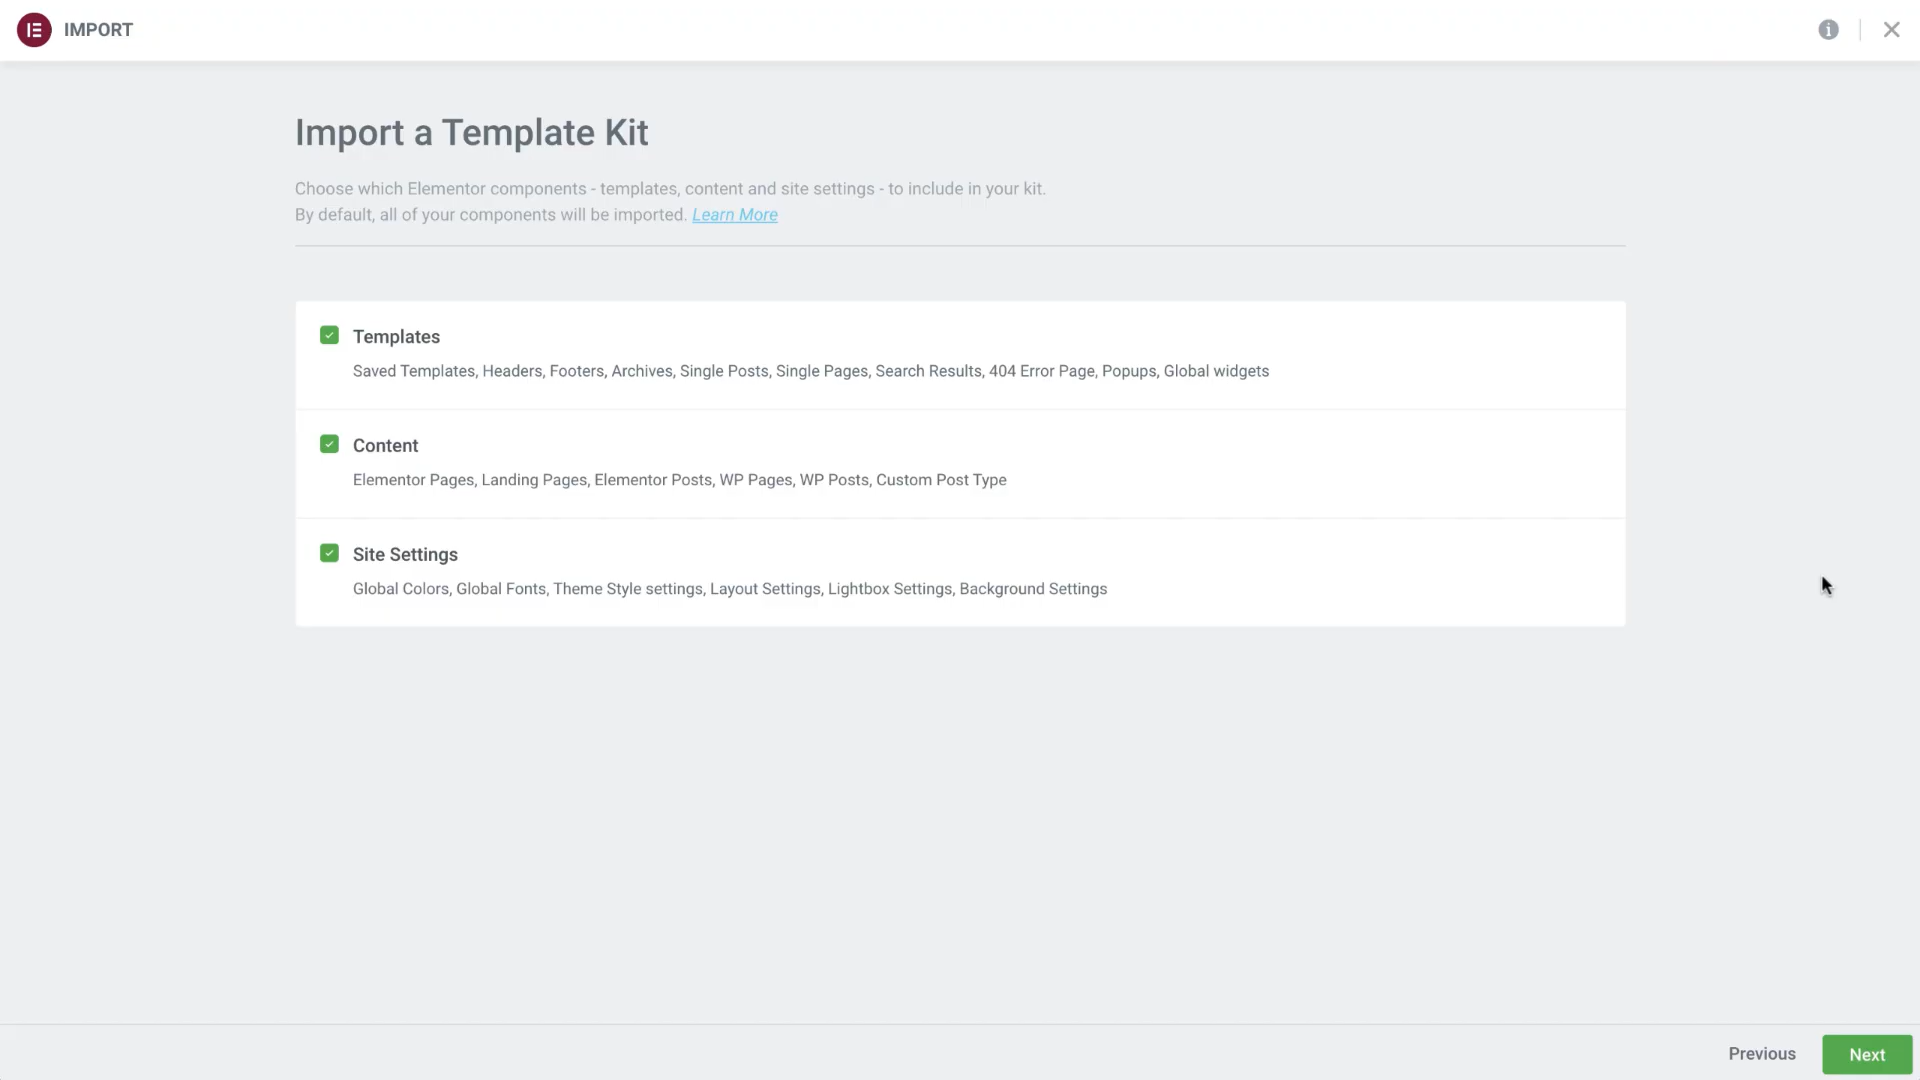 IMPORT
Import a Template Kit
Choose which Elementor components - templates, content and site settings - to include in your kit.
By default, all of your components will be imported. Learn More
Templates
Saved Templates, Headers, Footers, Archives, Single Posts, Single Pages, Search Results, 404 Error Page, Popups, Global widgets
Content
Elementor Pages, Landing Pages, Elementor Posts, WP Pages, WP Posts, Custom Post Type
Site Settings
Global Colors, Global Fonts, Theme Style settings, Layout Settings, Lightbox Settings, Background Settings
Previous
Next